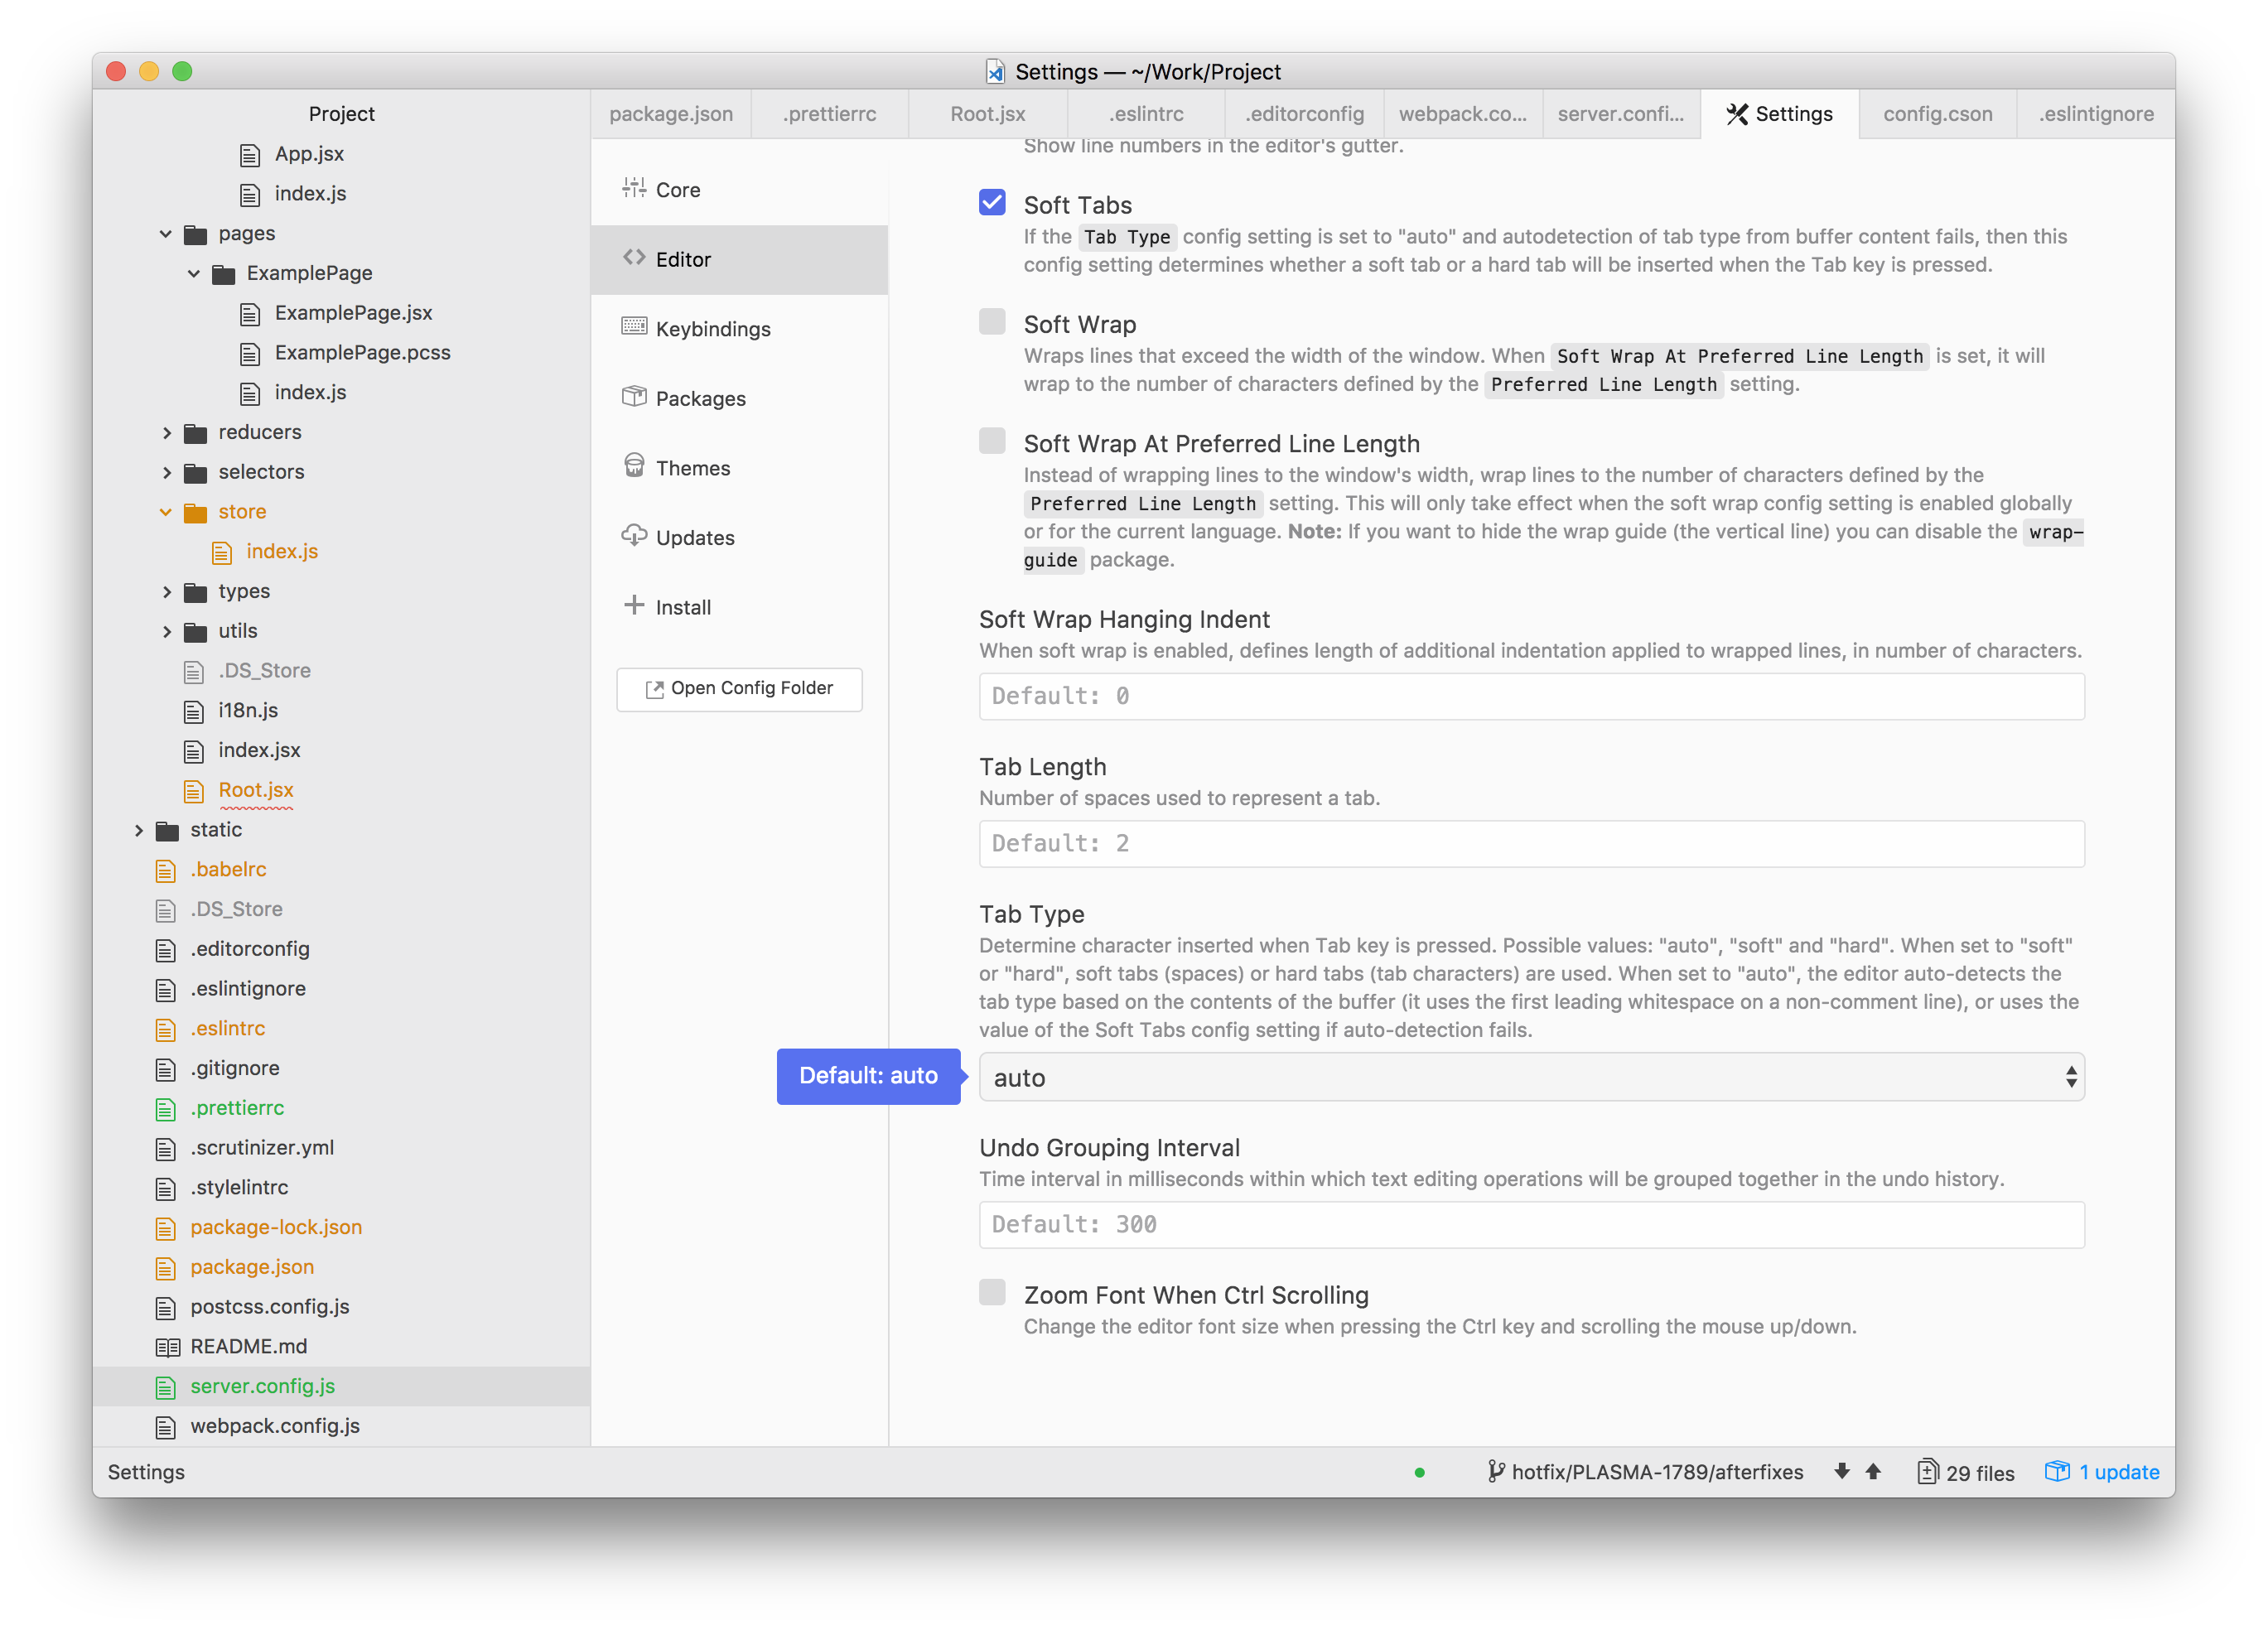 Settings — ~/Work/Project
Project
App.jsx
index.js
pages
ExamplePage
ExamplePage.jsx
ExamplePage.pcss
index.js
reducers
selectors
store
index.js
types
utils
.DS_Store
i18n.js
index.jsx
Root.jsx
static
.babelrc
.DS_Store
.editorconfig
.eslintignore
.eslintrc
.gitignore
.prettierrc
.scrutinizer.yml
.stylelintrc
package-lock.json
package.json
postcss.config.js
README.md
server.config.js
webpack.config.js
package.json .prettierrc Root.jsx .eslintrc .editorconfig webpack.co... server.confi... Settings config.cson .eslintignore
Core
Editor
Keybindings
Packages
Themes
Updates
Install
Open Config Folder
Show line numbers in the editor's gutter.
Soft Tabs
If the Tab Type config setting is set to "auto" and autodetection of tab type from buffer content fails, then this
config setting determines whether a soft tab or a hard tab will be inserted when the Tab key is pressed.
Soft Wrap
Wraps lines that exceed the width of the window. When Soft Wrap At Preferred Line Length is set, it will
wrap to the number of characters defined by the Preferred Line Length setting.
Soft Wrap At Preferred Line Length
Instead of wrapping lines to the window's width, wrap lines to the number of characters defined by the
Preferred Line Length setting. This will only take effect when the soft wrap config setting is enabled globally
or for the current language. Note: If you want to hide the wrap guide (the vertical line) you can disable the wrap-
guide package.
Soft Wrap Hanging Indent
When soft wrap is enabled, defines length of additional indentation applied to wrapped lines, in number of characters.
Default: 0
Tab Length
Number of spaces used to represent a tab.
Default: 2
Tab Type
Determine character inserted when Tab key is pressed. Possible values: "auto", "soft" and "hard". When set to "soft"
or "hard", soft tabs (spaces) or hard tabs (tab characters) are used. When set to "auto", the editor auto-detects the
tab type based on the contents of the buffer (it uses the first leading whitespace on a non-comment line), or uses the
value of the Soft Tabs config setting if auto-detection fails.
Default: auto
auto
Undo Grouping Interval
Time interval in milliseconds within which text editing operations will be grouped together in the undo history.
Default: 300
Zoom Font When Ctrl Scrolling
Change the editor font size when pressing the Ctrl key and scrolling the mouse up/down.
Settings hotfix/PLASMA-1789/afterfixes 29 files 1 update